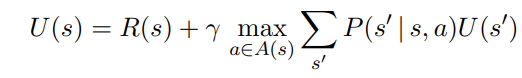 U(s) = R(s) + γ max_{a∈A(s)} ∑_{s′} P(s′ | s, a)U(s′)